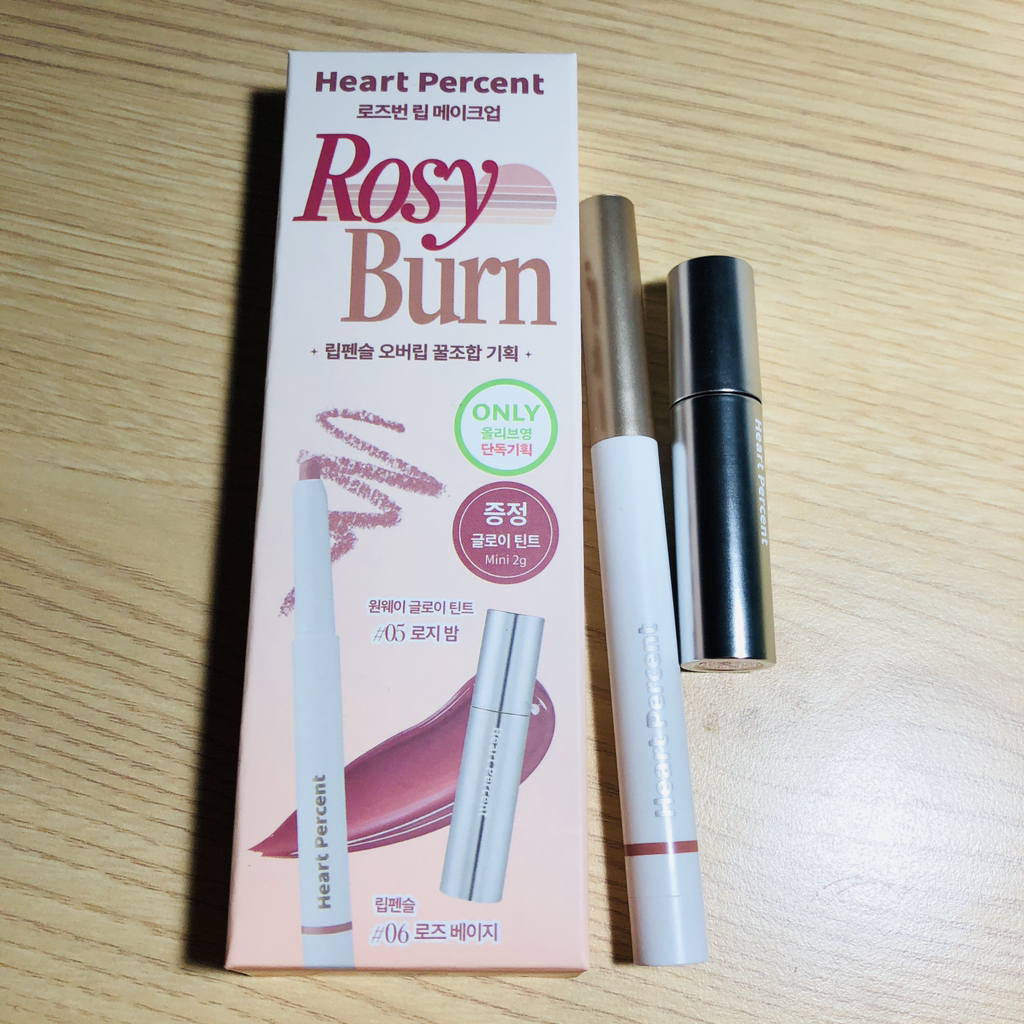 Heart Percent
로즈번 립 메이크업
Rosy
Burn
립펜슬 오버립 꿀조합 기획
ONLY
올리브영
단독기획
증정
글로이 틴트
Mini 2g
원웨이 글로이 틴트
#05 로지 밤
Heart Percent
Heart Percent
립펜슬
#06 로즈 베이지
Heart Percent
Heart Percent